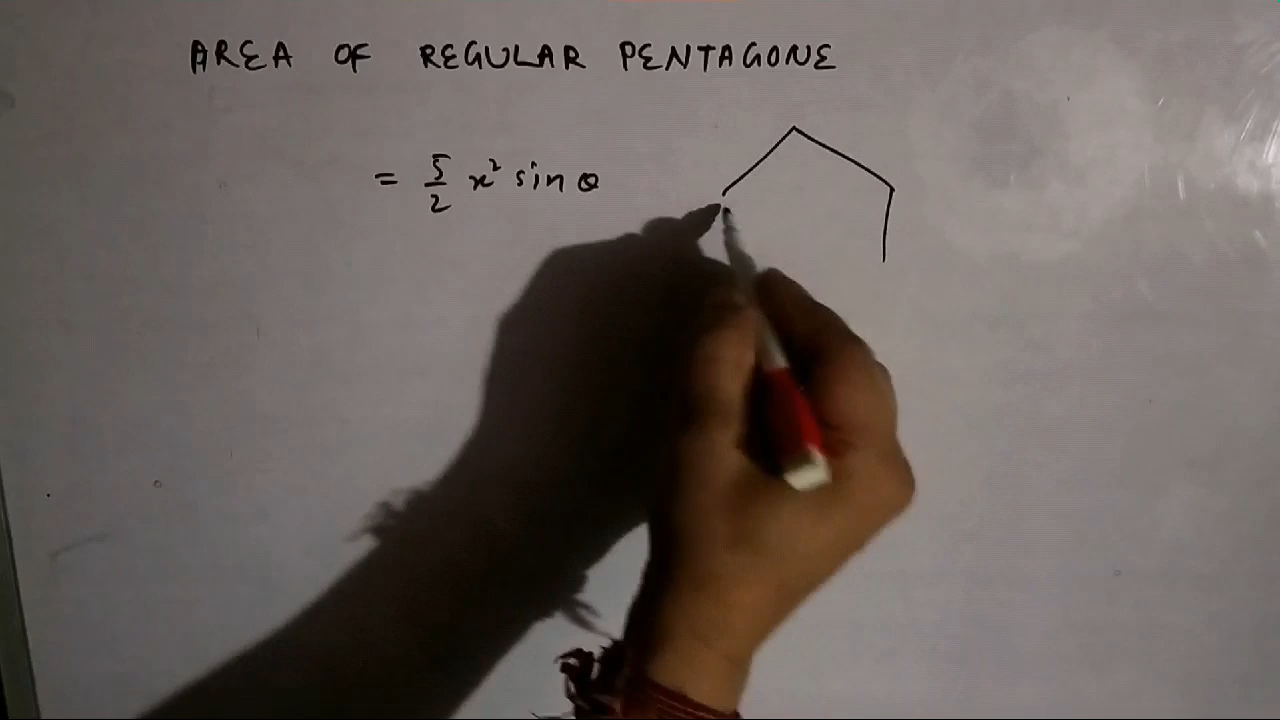 AREA OF REGULAR PENTAGONE
= 5/2 x² sin θ